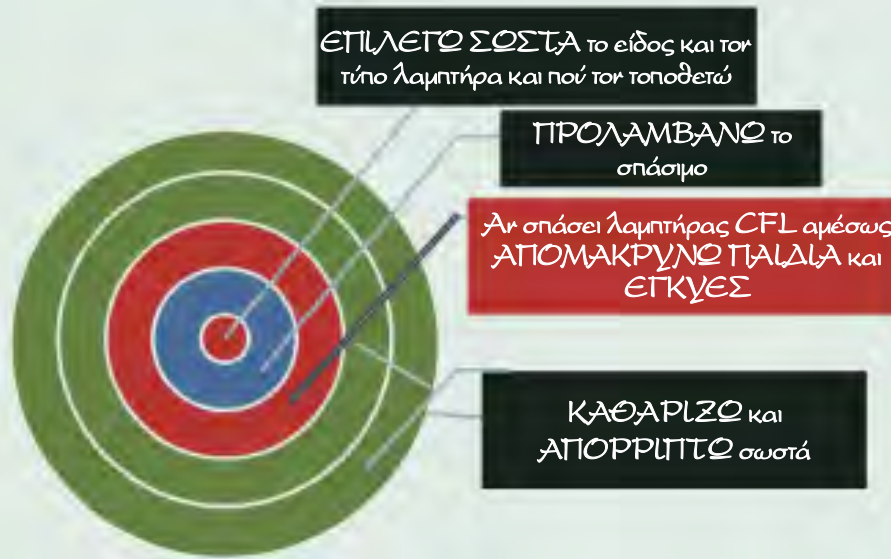 ΕΠΙΛΕΓΩ ΣΩΣΤΑ το είδος και τον
τύπο λαμπτήρα και πού τον τοποθετώ
ΠΡΟΛΑΜΒΑΝΩ το
σπάσιμο
Αν σπάσει λαμπτήρας CFL αμέσως
ΑΠΟΜΑΚΡΥΝΩ ΠΑΙΔΙΑ και
ΕΓΚΥΕΣ
ΚΑΘΑΡΙΖΩ και
ΑΠΟΡΡΙΠΤΩ σωστά